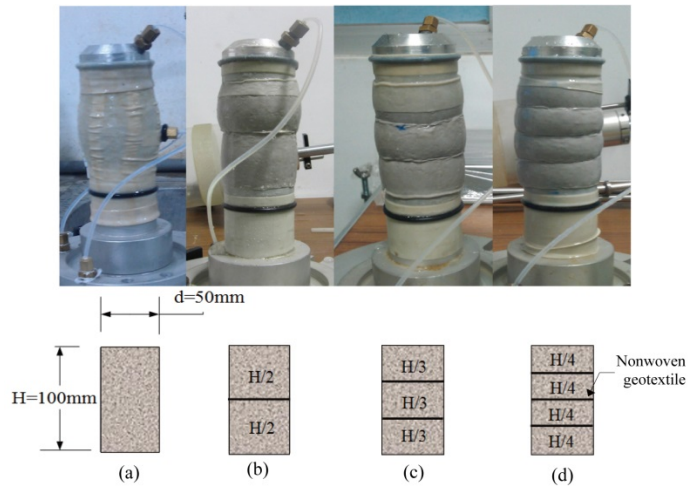 d=50mm
H=100mm
H/2
H/2
H/3
H/3
H/3
H/4
H/4
H/4
H/4
Nonwoven
geotextile
(a)
(b)
(c)
(d)